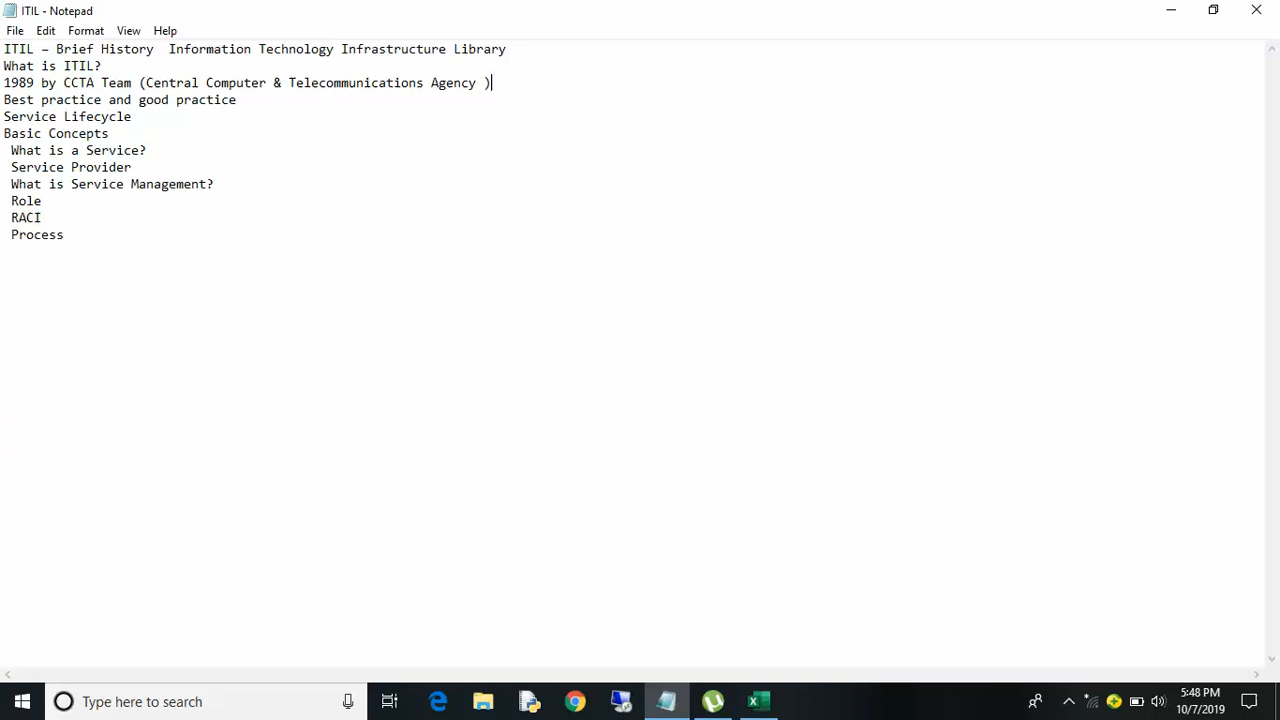 ITIL - Notepad
File Edit Format View Help
ITIL – Brief History  Information Technology Infrastructure Library
What is ITIL?
1989 by CCTA Team (Central Computer & Telecommunications Agency )
Best practice and good practice
Service Lifecycle
Basic Concepts
 What is a Service?
 Service Provider
 What is Service Management?
 Role
 RACI
 Process
Type here to search
5:48 PM
10/7/2019